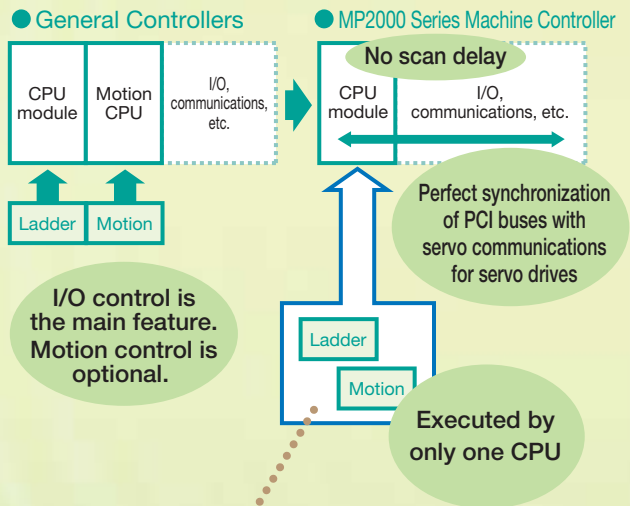 ● General Controllers
CPU
module
Motion
CPU
I/O,
communications,
etc.
Ladder
Motion
I/O control is
the main feature.
Motion control is
optional.
● MP2000 Series Machine Controller
No scan delay
CPU
module
I/O,
communications, etc.
Perfect synchronization
of PCI buses with
servo communications
for servo drives
Ladder
Motion
Executed by
only one CPU